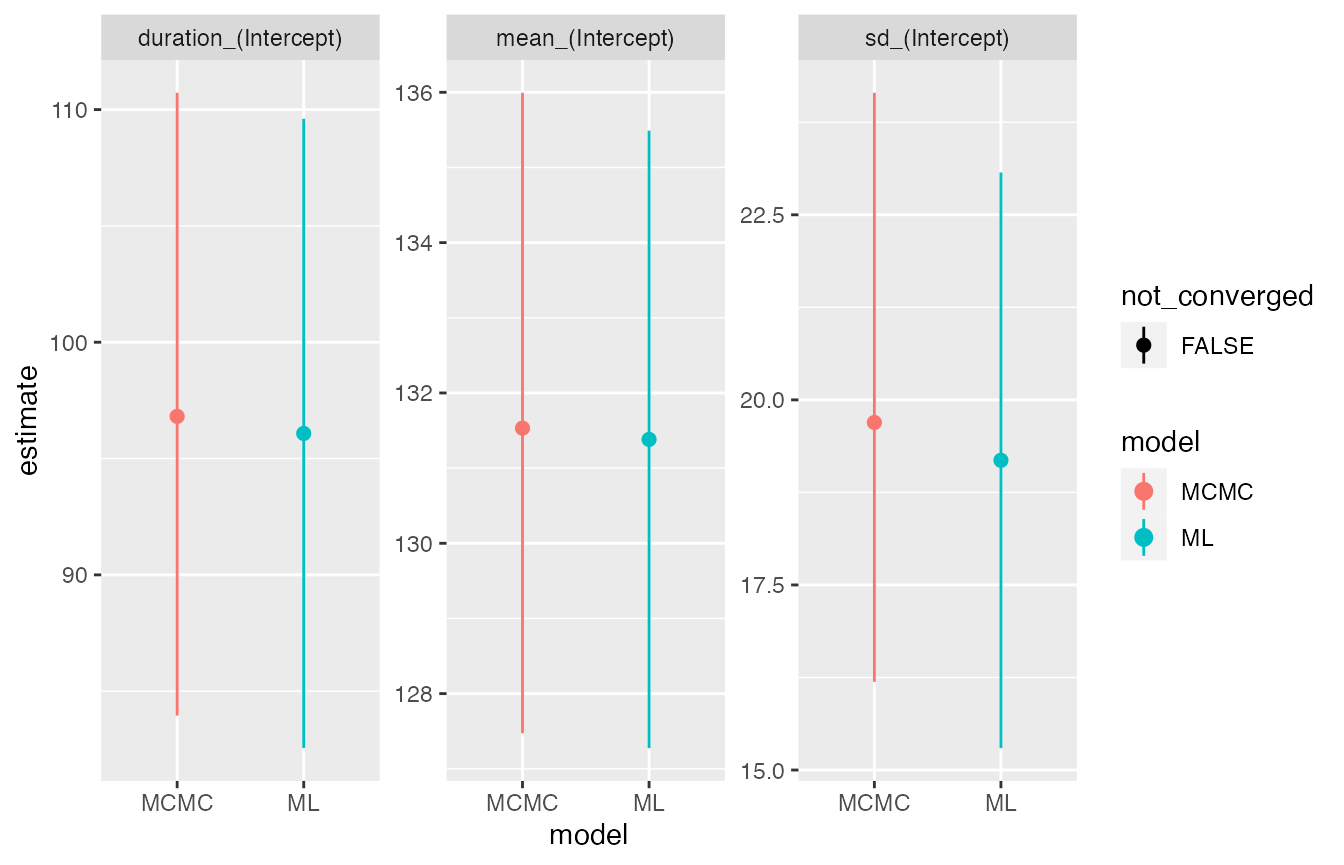 duration_(Intercept)
mean_(Intercept)
sd_(Intercept)
estimate
110
100
90
136
134
132
130
128
22.5
20.0
17.5
15.0
MCMC
ML
MCMC
ML
MCMC
ML
model
not_converged
FALSE
model
MCMC
ML